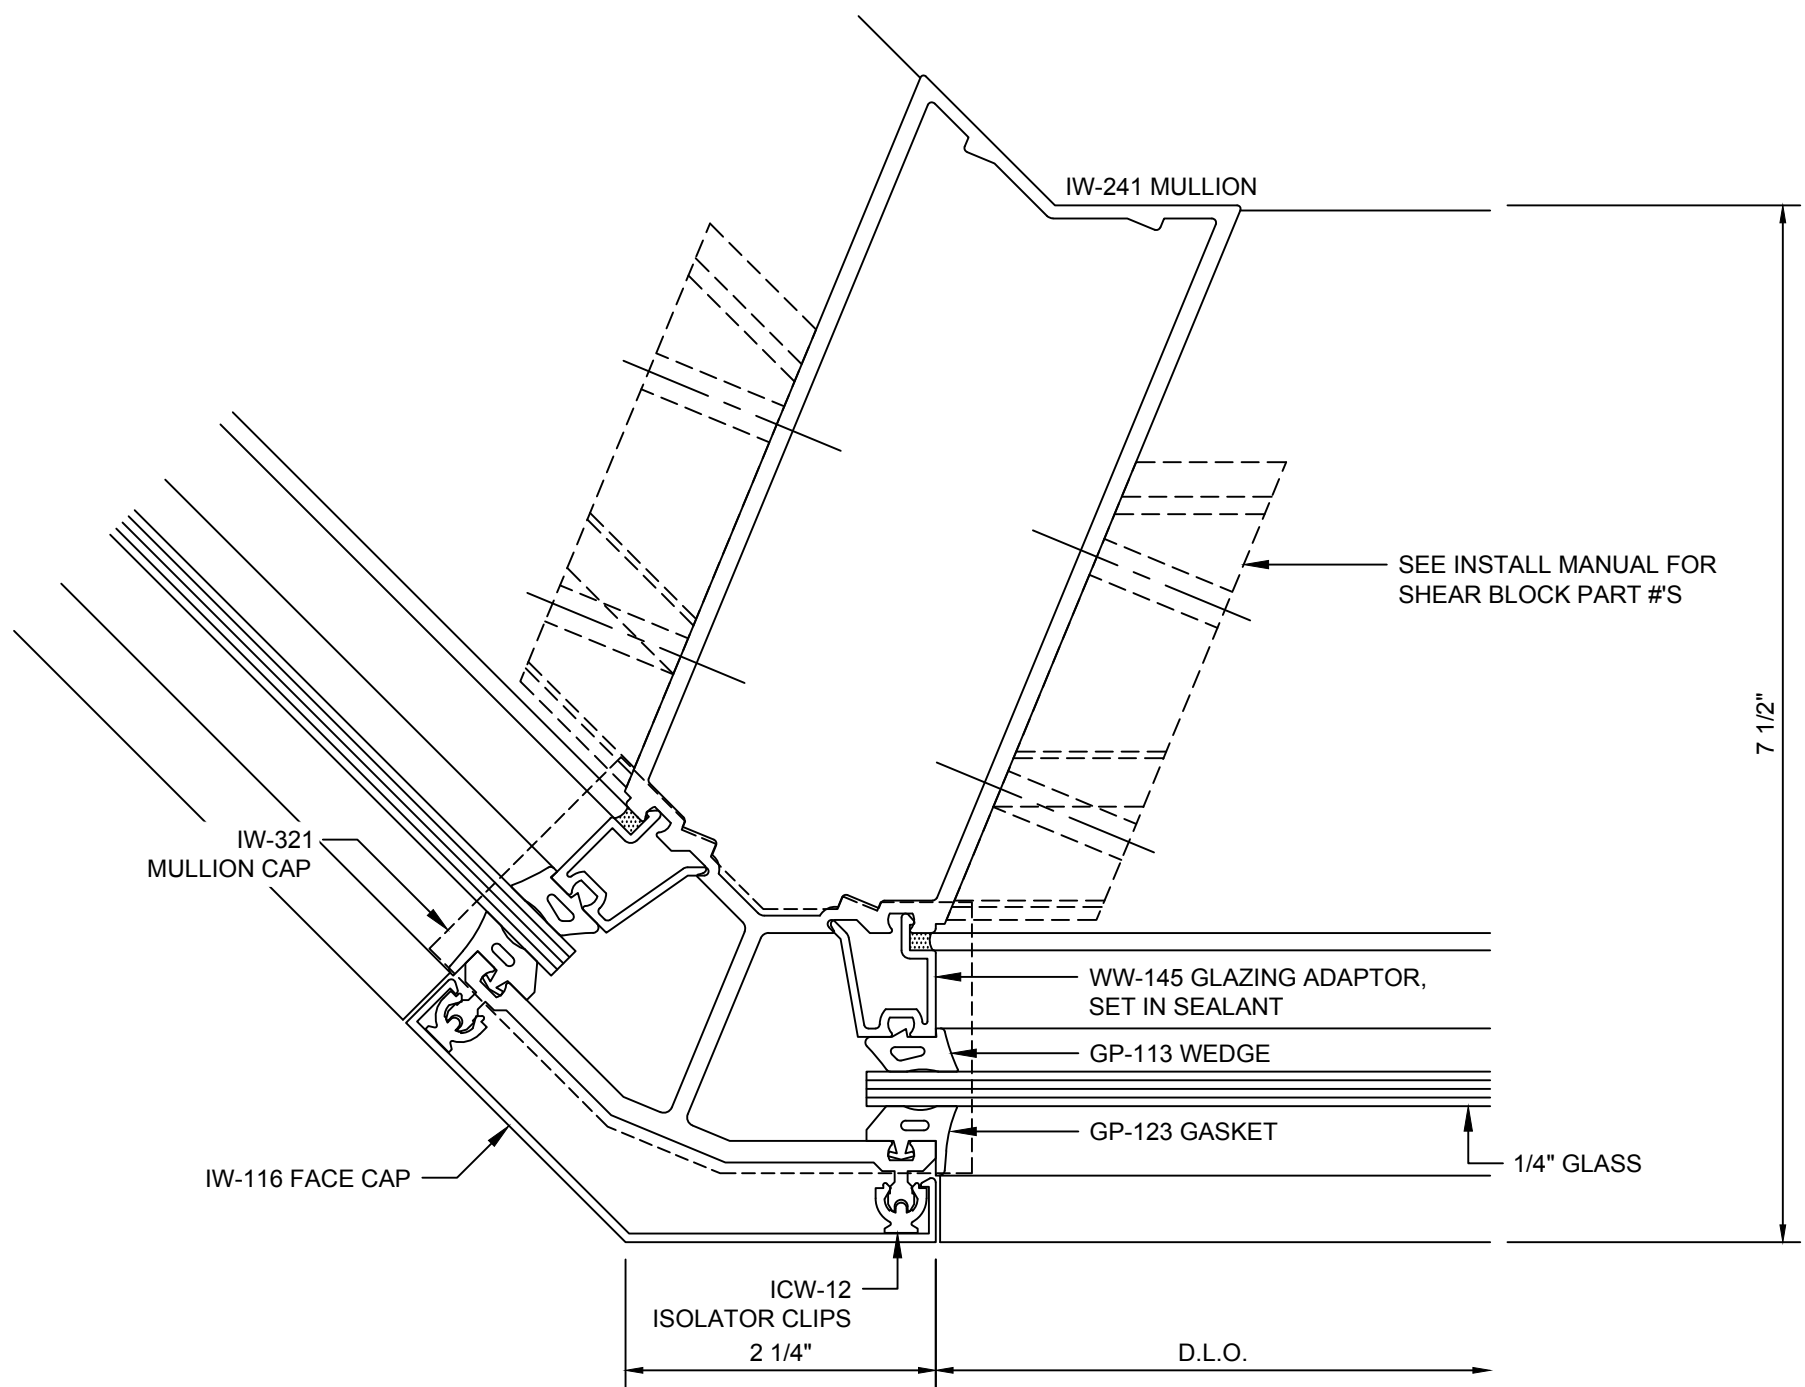 IW-241 MULLION
SEE INSTALL MANUAL FOR
SHEAR BLOCK PART #'S
7 1/2"
IW-321
MULLION CAP
WW-145 GLAZING ADAPTOR,
SET IN SEALANT
GP-113 WEDGE
GP-123 GASKET
1/4" GLASS
IW-116 FACE CAP
ICW-12
ISOLATOR CLIPS
2 1/4"
D.L.O.